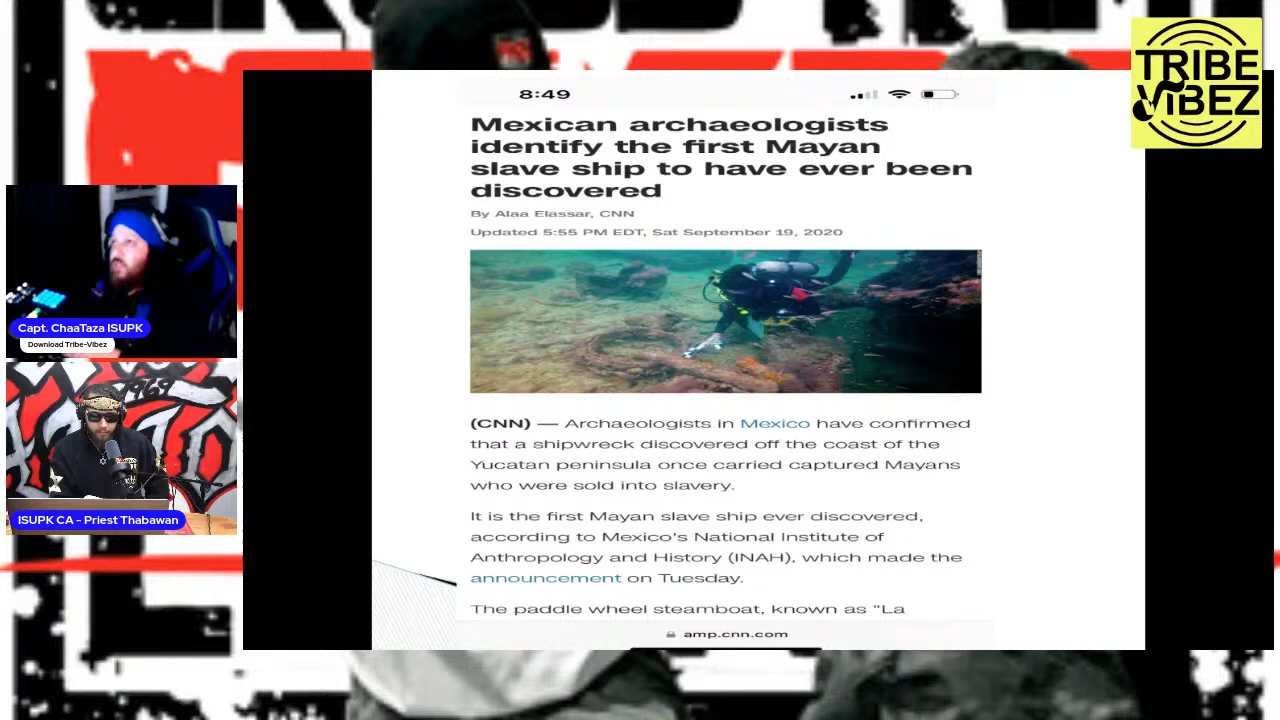 TRIBE
VIBEZ
8:49
Mexican archaeologists
identify the first Mayan
slave ship to have ever been
discovered
By Alaa Elassar, CNN
Updated 5:55 PM EDT, Sat September 19, 2020
(CNN) — Archaeologists in Mexico have confirmed
that a shipwreck discovered off the coast of the
Yucatan peninsula once carried captured Mayans
who were sold into slavery.
It is the first Mayan slave ship ever discovered,
according to Mexico's National Institute of
Anthropology and History (INAH), which made the
announcement on Tuesday.
The paddle wheel steamboat, known as "La
amp.cnn.com
Capt. ChaaTaza ISUPK
Download Tribe-Vibez
1969
ISUPK CA - Priest Thabawan